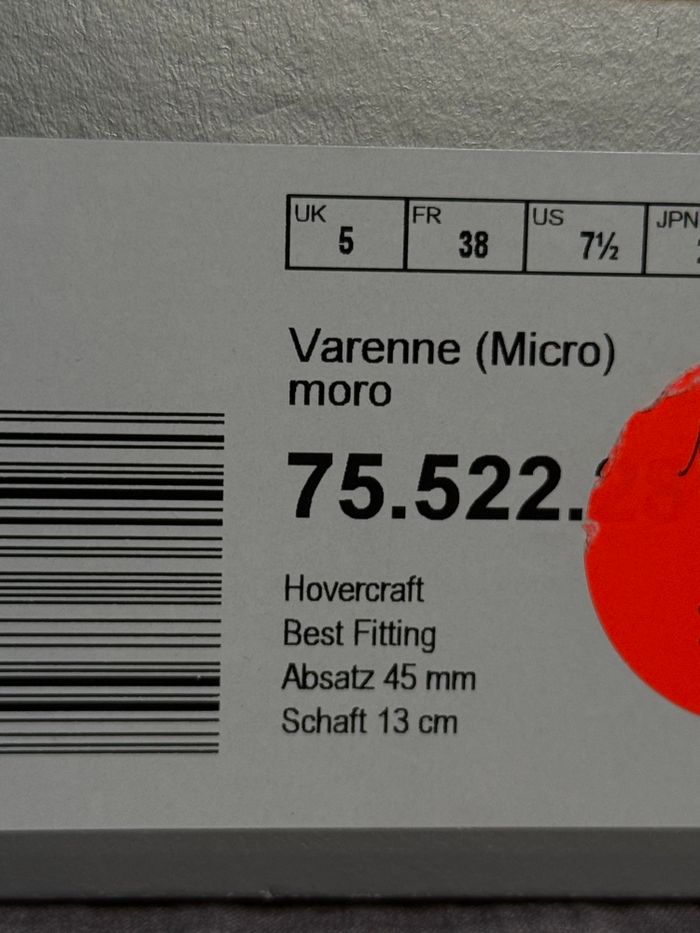 UK 5 FR 38 US 7½ JPN
Varenne (Micro)
moro
75.522.
Hovercraft
Best Fitting
Absatz 45 mm
Schaft 13 cm